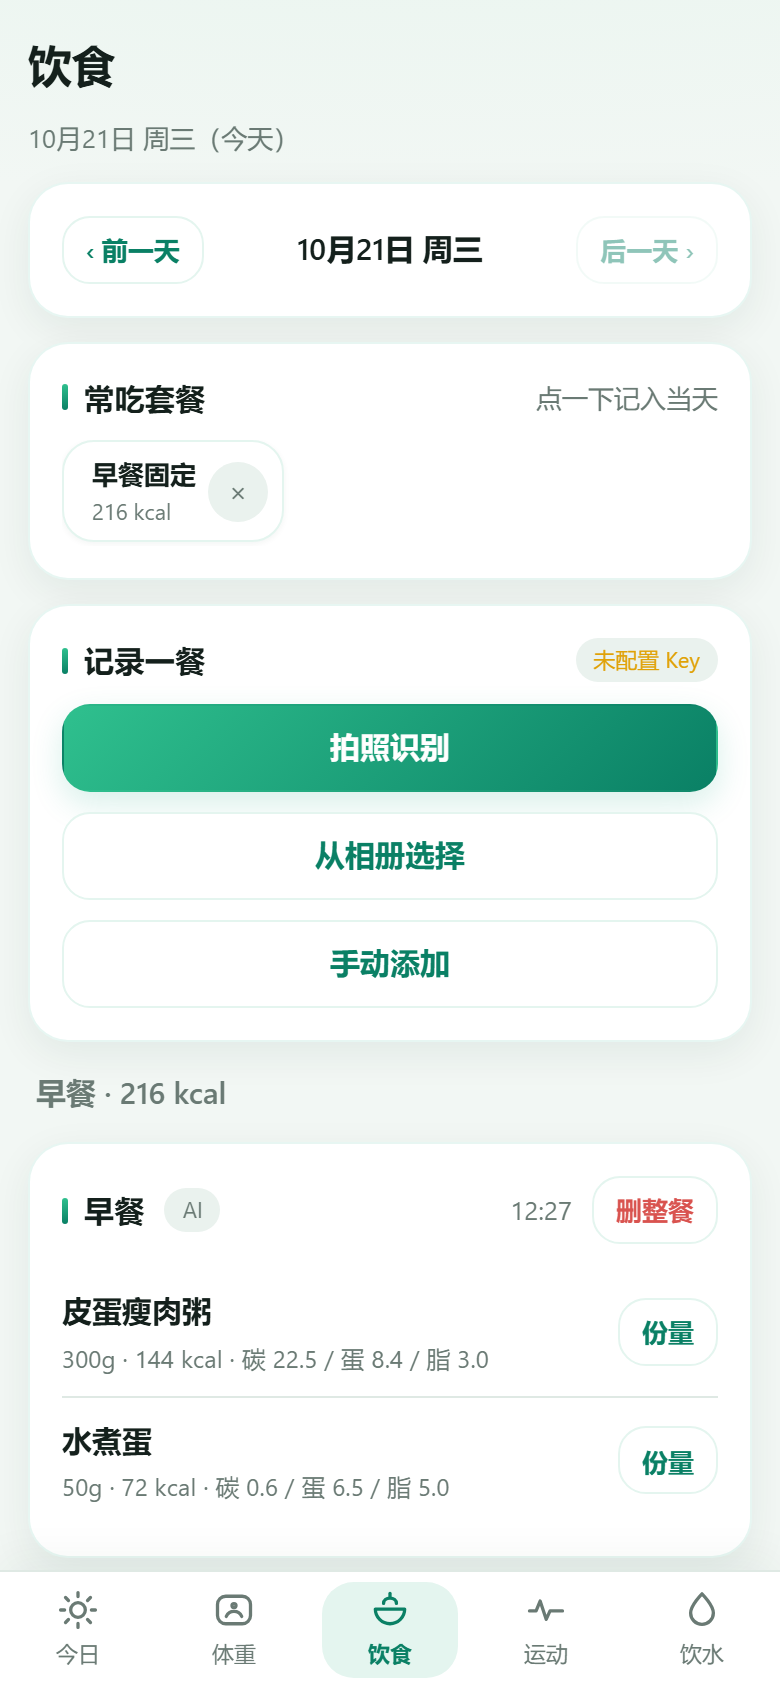 饮食
10月21日 周三（今天）
‹ 前一天
10月21日 周三
后一天 ›
常吃套餐
点一下记入当天
早餐固定
216 kcal
×
记录一餐
未配置 Key
拍照识别
从相册选择
手动添加
早餐 · 216 kcal
早餐
AI
12:27
删整餐
皮蛋瘦肉粥
300g · 144 kcal · 碳 22.5 / 蛋 8.4 / 脂 3.0
份量
水煮蛋
50g · 72 kcal · 碳 0.6 / 蛋 6.5 / 脂 5.0
份量
今日
体重
饮食
运动
饮水